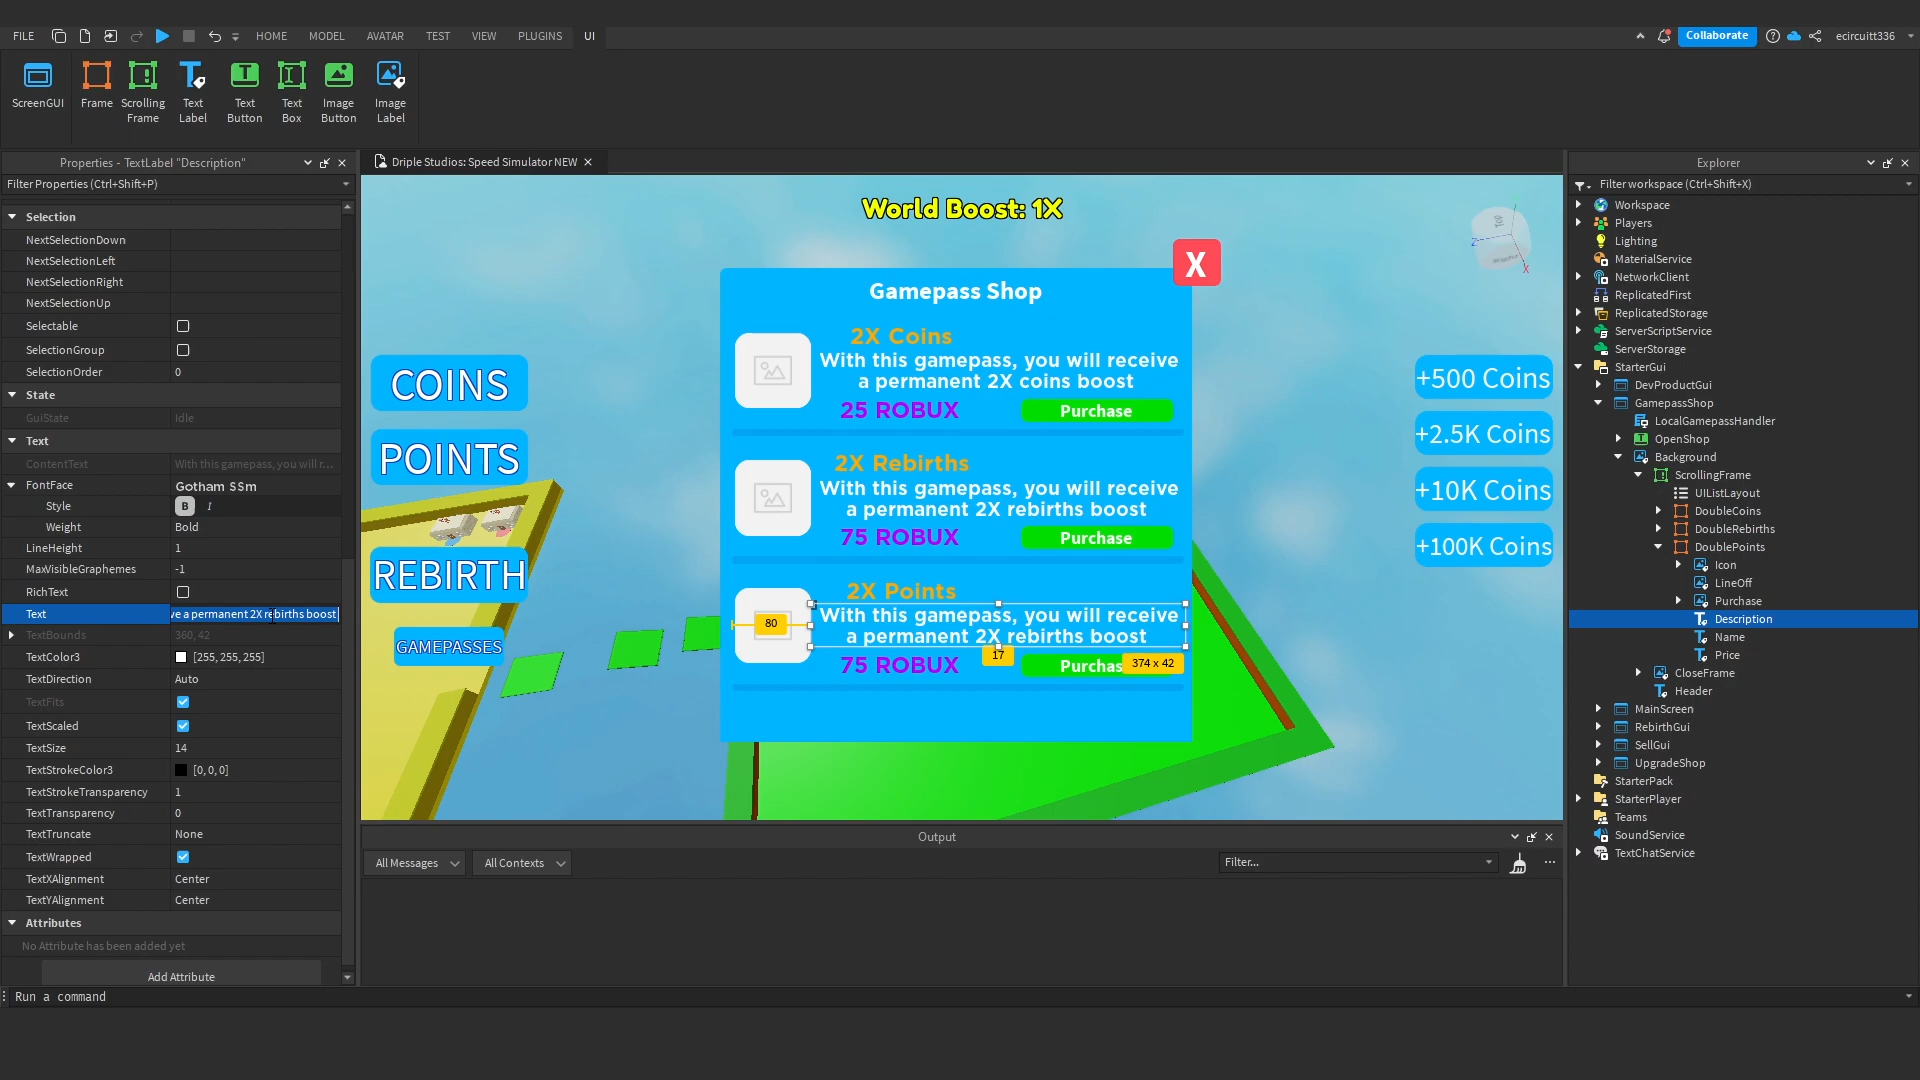 FILE
HOME
MODEL
AVATAR
TEST
VIEW
PLUGINS
UI
Collaborate
ecircuitt336
ScreenGUI
Frame
Scrolling Frame
Text Label
Text Button
Text Box
Image Button
Image Label
Properties - TextLabel "Description"
Filter Properties (Ctrl+Shift+P)
Selection
NextSelectionDown
NextSelectionLeft
NextSelectionRight
NextSelectionUp
Selectable
SelectionGroup
SelectionOrder 0
State
GuiState Idle
Text
ContentText With this gamepass, you will r...
FontFace Gotham SSm
Style B I
Weight Bold
LineHeight 1
MaxVisibleGraphemes -1
RichText
Text ve a permanent 2X rebirths boost
TextBounds 360, 42
TextColor3 [255, 255, 255]
TextDirection Auto
TextFits
TextScaled
TextSize 14
TextStrokeColor3 [0, 0, 0]
TextStrokeTransparency 1
TextTransparency 0
TextTruncate None
TextWrapped
TextXAlignment Center
TextYAlignment Center
Attributes
No Attribute has been added yet
Add Attribute
Run a command
Driple Studios: Speed Simulator NEW
World Boost: 1X
X
Gamepass Shop
2X Coins
With this gamepass, you will receive
a permanent 2X coins boost
25 ROBUX
Purchase
2X Rebirths
With this gamepass, you will receive
a permanent 2X rebirths boost
75 ROBUX
Purchase
2X Points
With this gamepass, you will receive
a permanent 2X rebirths boost
80
17
75 ROBUX
Purchas
374 x 42
COINS
POINTS
REBIRTH
GAMEPASSES
+500 Coins
+2.5K Coins
+10K Coins
+100K Coins
Z
X
Output
All Messages
All Contexts
Filter...
Explorer
Filter workspace (Ctrl+Shift+X)
Workspace
Players
Lighting
MaterialService
NetworkClient
ReplicatedFirst
ReplicatedStorage
ServerScriptService
ServerStorage
StarterGui
DevProductGui
GamepassShop
LocalGamepassHandler
OpenShop
Background
ScrollingFrame
UIListLayout
DoubleCoins
DoubleRebirths
DoublePoints
Icon
LineOff
Purchase
Description
Name
Price
CloseFrame
Header
MainScreen
RebirthGui
SellGui
UpgradeShop
StarterPack
StarterPlayer
Teams
SoundService
TextChatService